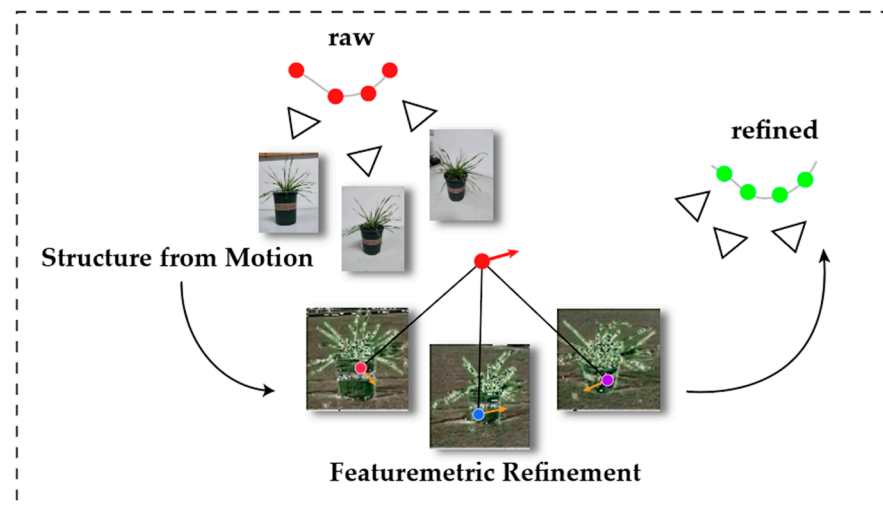 raw
refined
Structure from Motion
Featuremetric Refinement